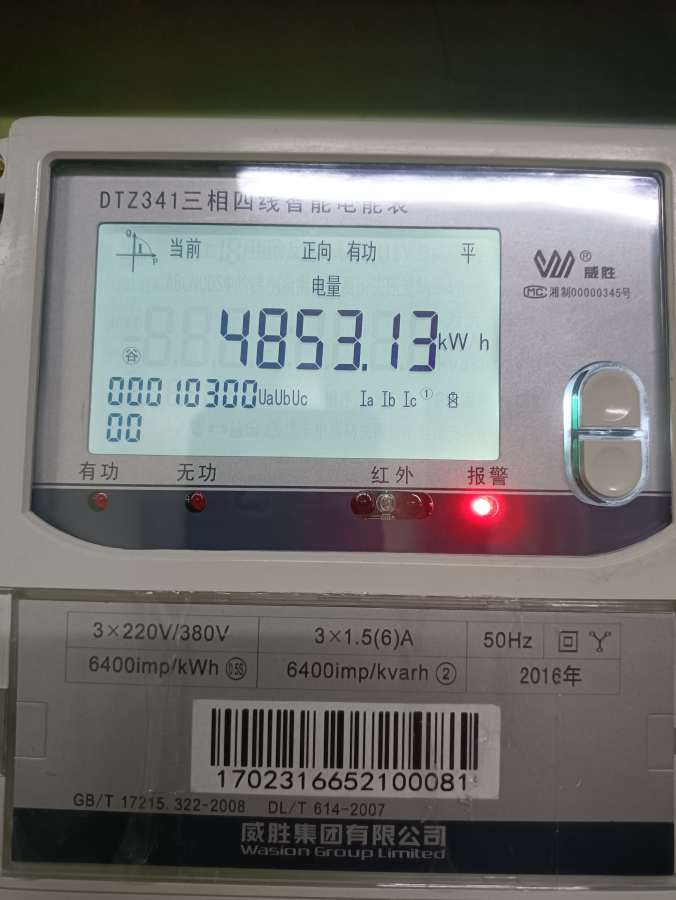 DTZ341三相四线智能电能表
Q
I
P
当前 正向 有功 平
电量
威胜®
MC 湘制00000345号
4853.13 kWh
谷
00010300 UaUbUc Ia Ib Ic ①
00
有功 无功 红外 报警
3×220V/380V 3×1.5(6)A 50Hz
6400imp/kWh 0.5S 6400imp/kvarh ② 2016年
1702316652100081
GB/T 17215.322-2008 DL/T 614-2007
威胜集团有限公司
Wasion Group Limited